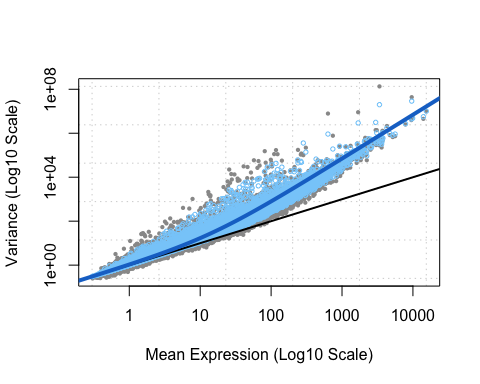 Variance (Log10 Scale)
1e+08
1e+04
1e+00
1 10 100 1000 10000
Mean Expression (Log10 Scale)